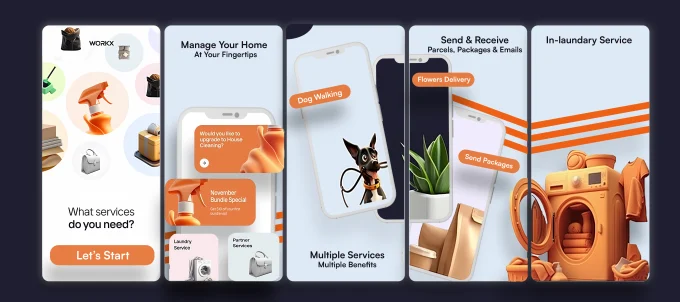 WORKX
What services
do you need?
Let's Start
Manage Your Home
At Your Fingertips
Would you like to
upgrade to House
Cleaning?
November
Bundle Special
Laundry
Service
Partner
Services
Dog Walking
Multiple Services
Multiple Benefits
Send & Receive
Parcels, Packages & Emails
Flowers Delivery
Send Packages
In-laundary Service